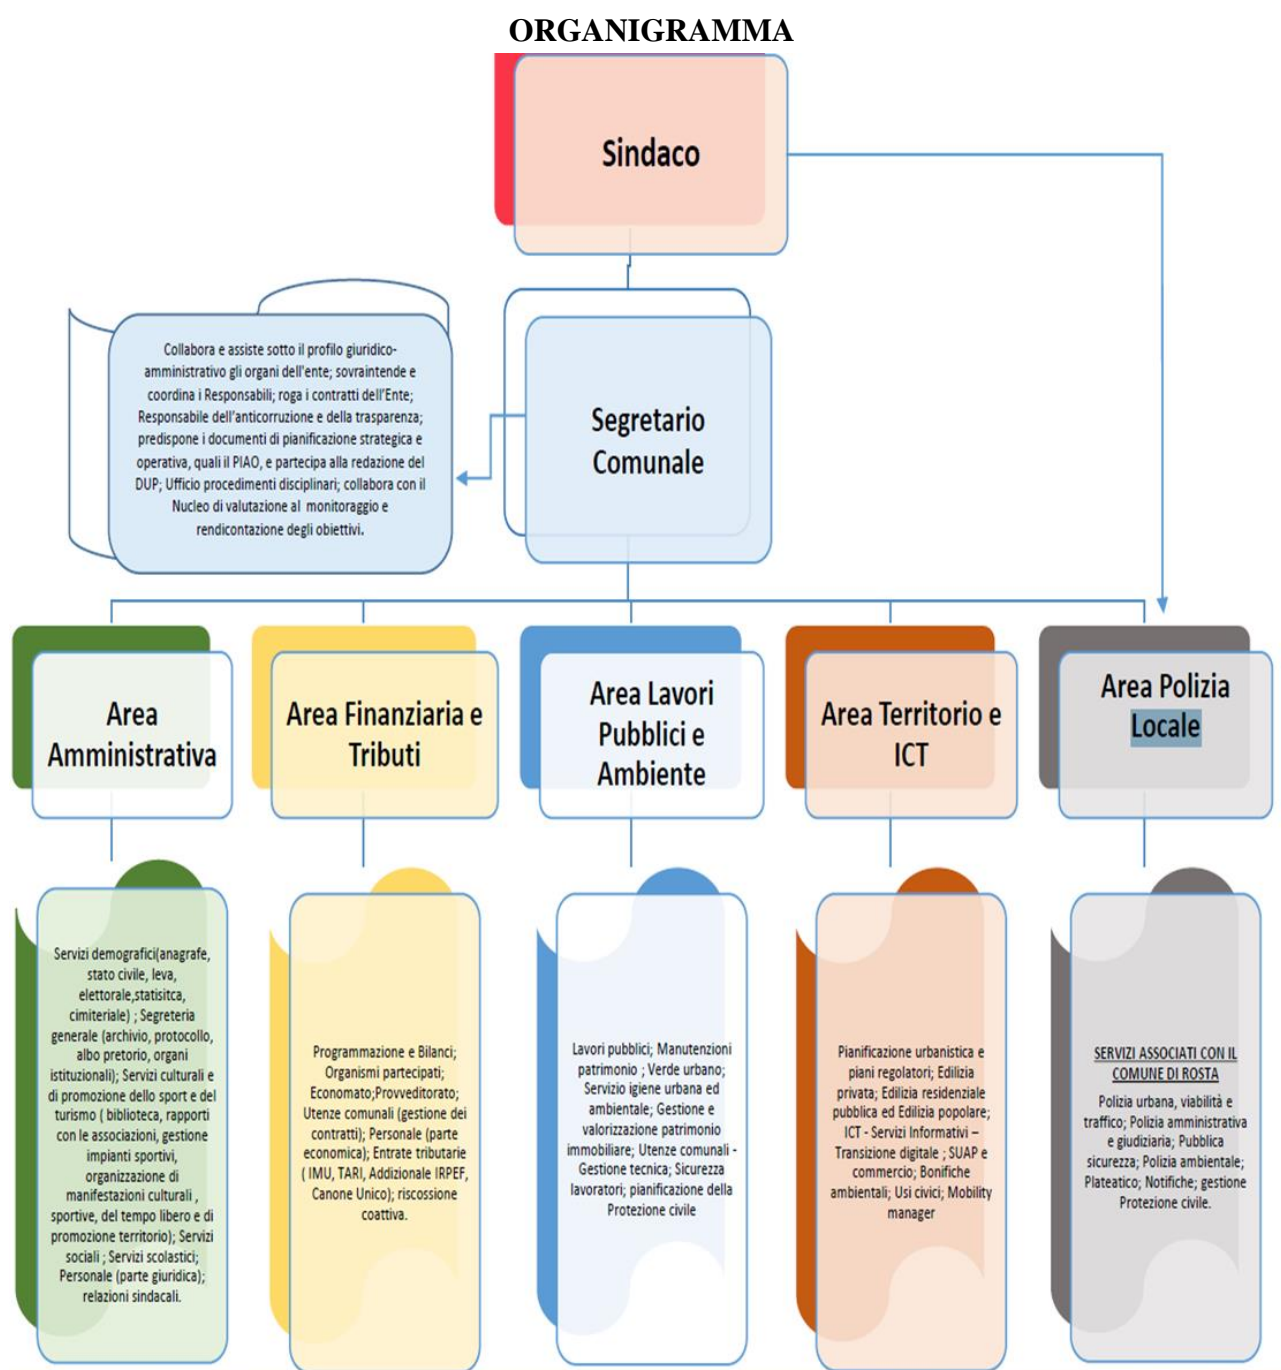 ORGANIGRAMMA
Sindaco
Collabora e assiste sotto il profilo giuridico-
amministrativo gli organi dell'ente; sovraintende e
coordina i Responsabili; roga i contratti dell'Ente;
Responsabile dell'anticorruzione e della trasparenza;
predispone i documenti di pianificazione strategica e
operativa, quali il PIAO, e partecipa alla redazione del
DUP; Ufficio procedimenti disciplinari; collabora con il
Nucleo di valutazione al monitoraggio e
rendicontazione degli obiettivi.
Segretario
Comunale
Area
Amministrativa
Area Finanziaria e
Tributi
Area Lavori
Pubblici e
Ambiente
Area Territorio e
ICT
Area Polizia
Locale
Servizi demografici(anagrafe,
stato civile, leva,
elettorale,statisitca,
cimiteriale) ; Segreteria
generale (archivio, protocollo,
albo pretorio, organi
istituzionali); Servizi culturali e
di promozione dello sport e del
turismo ( biblioteca, rapporti
con le associazioni, gestione
impianti sportivi,
organizzazione di
manifestazioni culturali ,
sportive, del tempo libero e di
promozione territorio); Servizi
sociali ; Servizi scolastici;
Personale (parte giuridica);
relazioni sindacali.
Programmazione e Bilanci;
Organismi partecipati;
Economato;Provveditorato;
Utenze comunali (gestione dei
contratti); Personale (parte
economica); Entrate tributarie
( IMU, TARI, Addizionale IRPEF,
Canone Unico); riscossione
coattiva.
Lavori pubblici; Manutenzioni
patrimonio ; Verde urbano;
Servizio igiene urbana ed
ambientale; Gestione e
valorizzazione patrimonio
immobiliare; Utenze comunali -
Gestione tecnica; Sicurezza
lavoratori; pianificazione della
Protezione civile
Pianificazione urbanistica e
piani regolatori; Edilizia
privata; Edilizia residenziale
pubblica ed Edilizia popolare;
ICT - Servizi Informativi –
Transizione digitale ; SUAP e
commercio; Bonifiche
ambientali; Usi civici; Mobility
manager
SERVIZI ASSOCIATI CON IL
COMUNE DI ROSTA
Polizia urbana, viabilità e
traffico; Polizia amministrativa
e giudiziaria; Pubblica
sicurezza; Polizia ambientale;
Plateatico; Notifiche; gestione
Protezione civile.